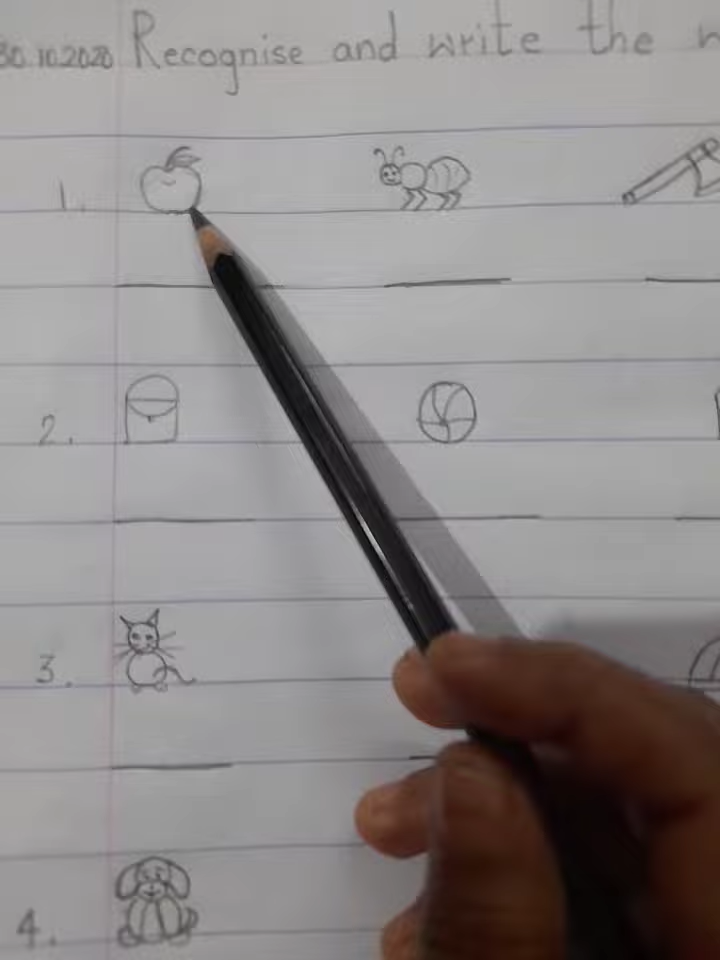 30.10.2020 Recognise and write the
1.
2.
3.
4.